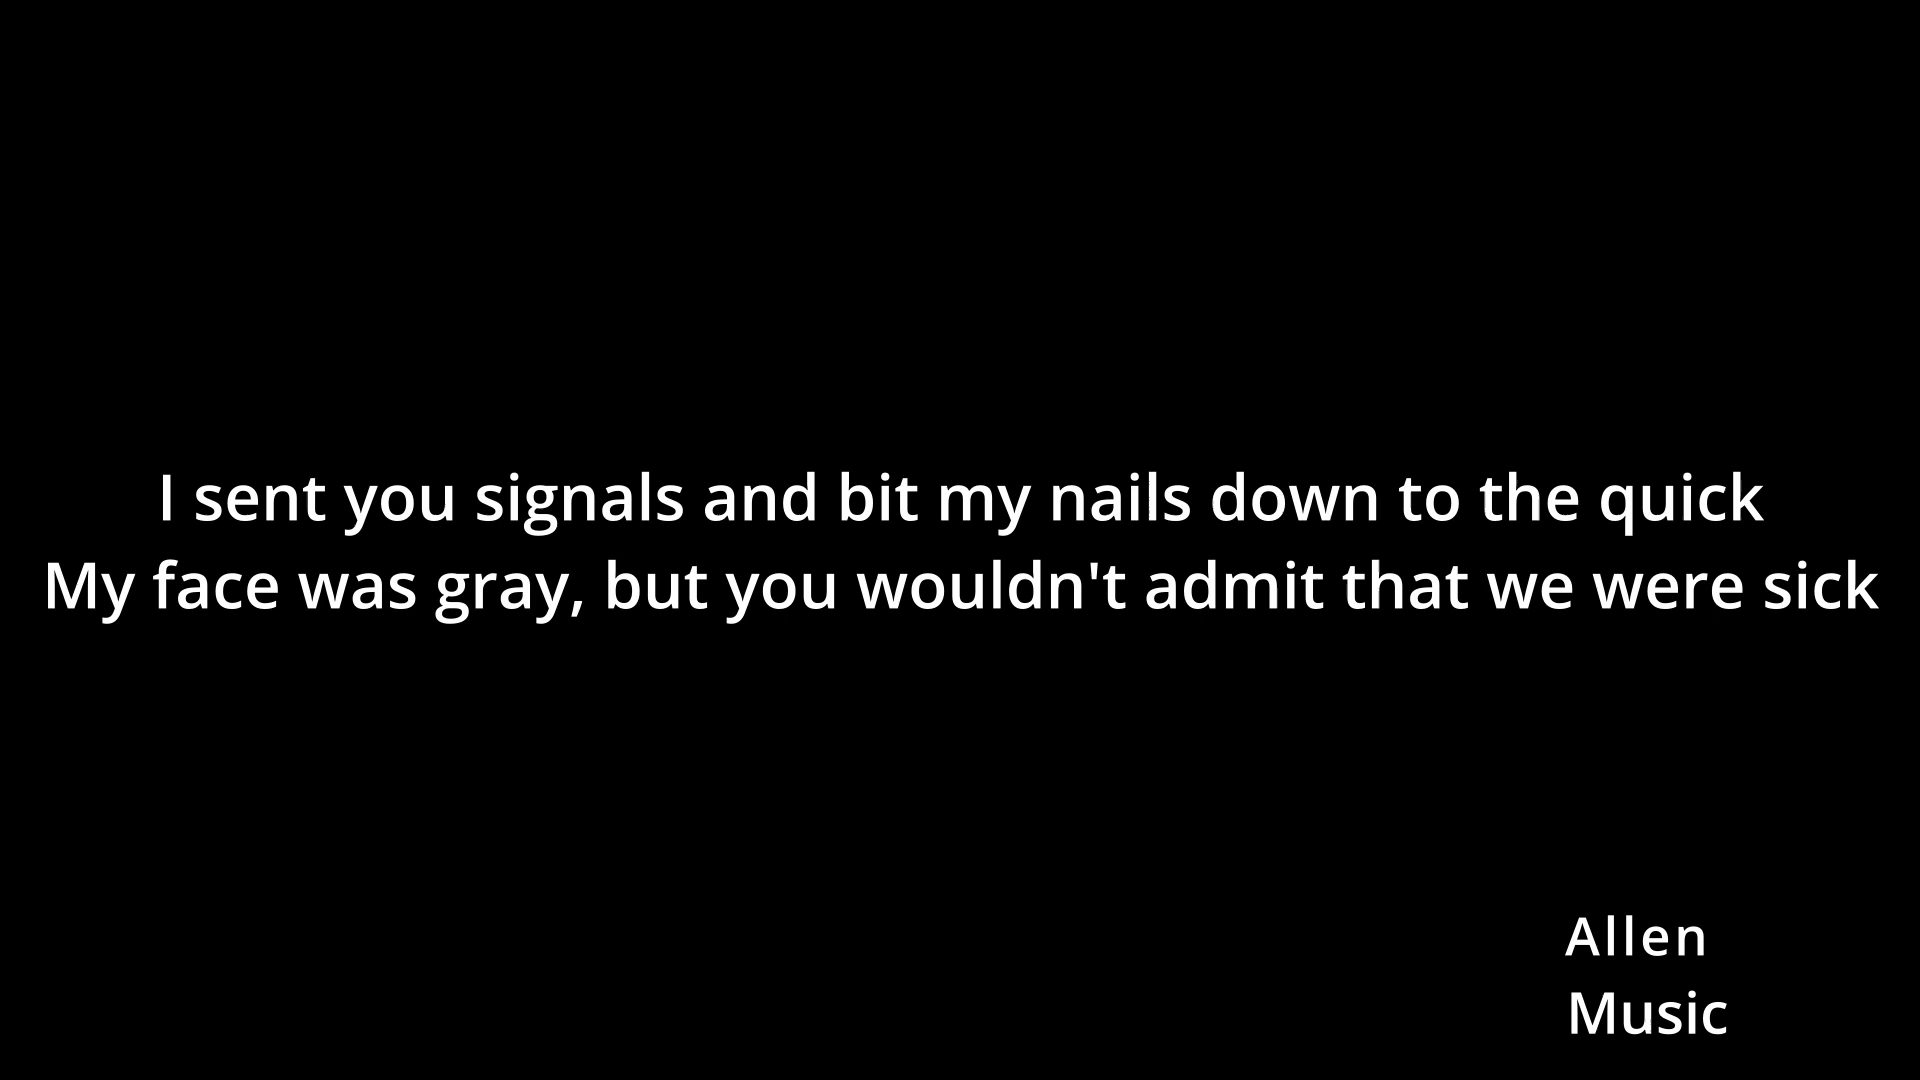 I sent you signals and bit my nails down to the quick
My face was gray, but you wouldn't admit that we were sick
Allen
Music